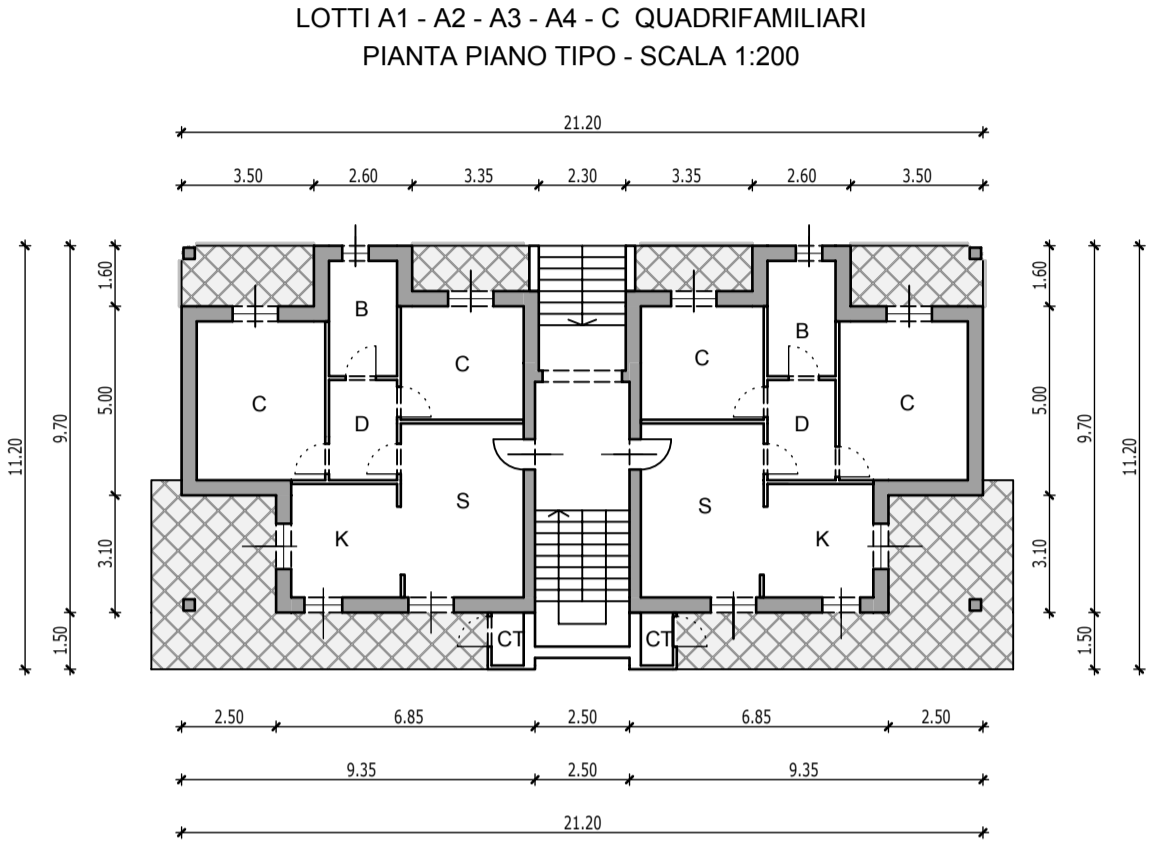 LOTTI A1 - A2 - A3 - A4 - C QUADRIFAMILIARI
PIANTA PIANO TIPO - SCALA 1:200
21.20
3.50 2.60 3.35 2.30 3.35 2.60 3.50
1.60 1.60
B B
C C
C C
5.00 5.00
D D
9.70 9.70
11.20 11.20
S S
K K
3.10 3.10
1.50 CT CT 1.50
2.50 6.85 2.50 6.85 2.50
9.35 2.50 9.35
21.20